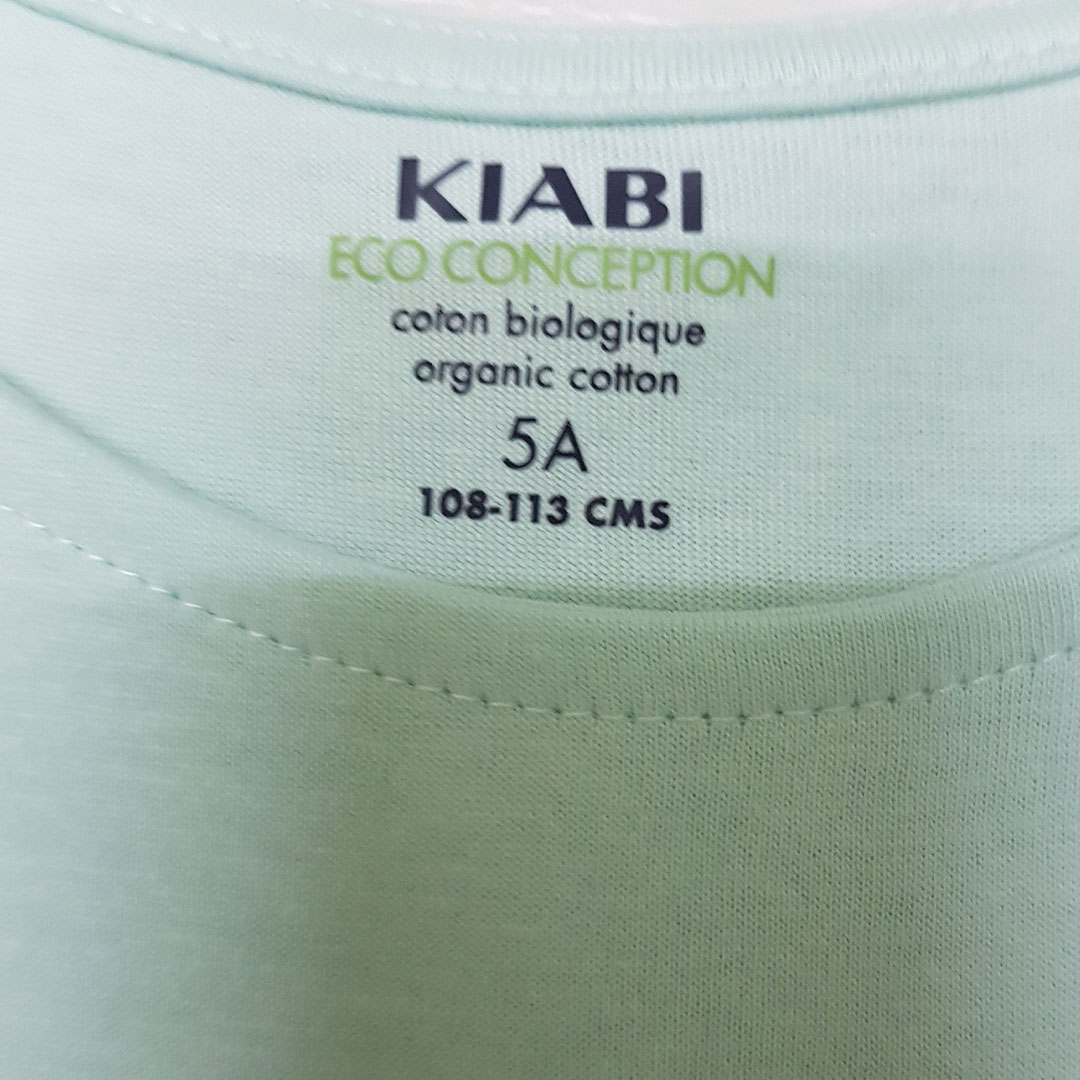 KIABI
ECO CONCEPTION
coton biologique
organic cotton
5A
108-113 CMS